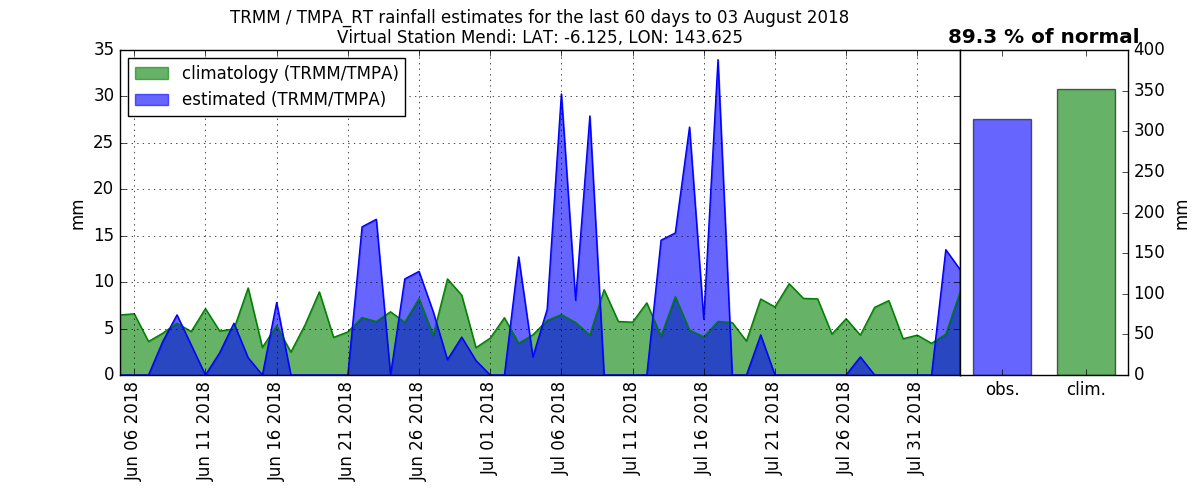 TRMM / TMPA_RT rainfall estimates for the last 60 days to 03 August 2018
Virtual Station Mendi: LAT: -6.125, LON: 143.625
89.3 % of normal
climatology (TRMM/TMPA)
estimated (TRMM/TMPA)
35
30
25
20
15
10
5
0
mm
Jun 06 2018
Jun 11 2018
Jun 16 2018
Jun 21 2018
Jun 26 2018
Jul 01 2018
Jul 06 2018
Jul 11 2018
Jul 16 2018
Jul 21 2018
Jul 26 2018
Jul 31 2018
400
350
300
250
200
150
100
50
0
mm
obs.
clim.